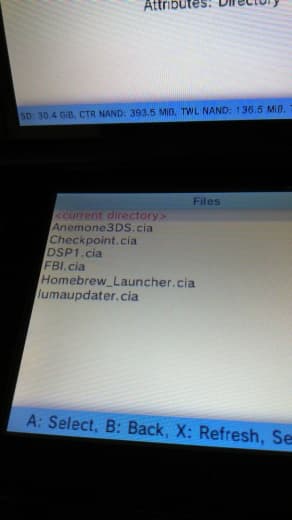 Attributes: Directory
SD: 30.4 GiB, CTR NAND: 393.5 MiB, TWL NAND: 136.5 MiB,
Files
<current directory>
Anemone3DS.cia
Checkpoint.cia
DSP1.cia
FBI.cia
Homebrew_Launcher.cia
lumaupdater.cia
A: Select, B: Back, X: Refresh, Se